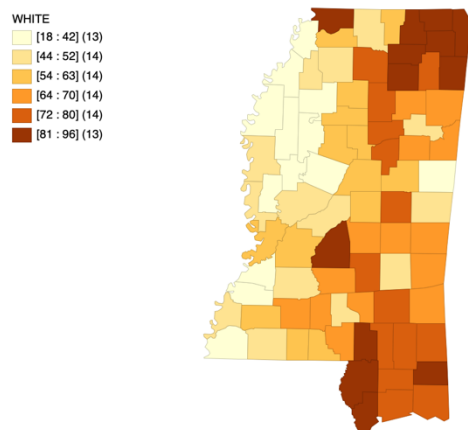 WHITE
[18 : 42] (13)
[44 : 52] (14)
[54 : 63] (14)
[64 : 70] (14)
[72 : 80] (14)
[81 : 96] (13)